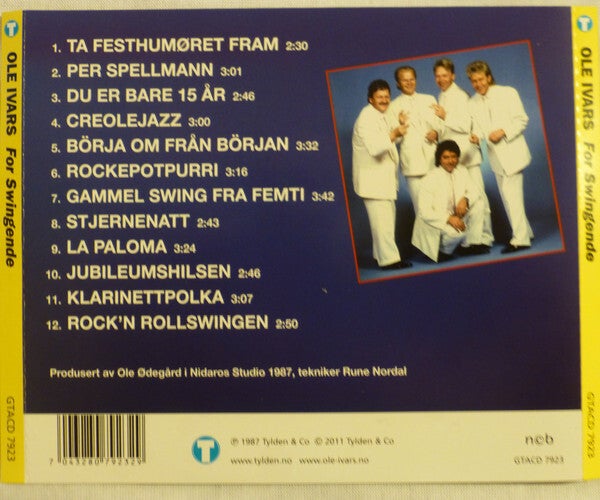 T OLE IVARS For Swingende GTACD 7923
1. TA FESTHUMØRET FRAM 2:30
2. PER SPELLMANN 3:01
3. DU ER BARE 15 ÅR 2:46
4. CREOLEJAZZ 3:00
5. BÖRJA OM FRÅN BÖRJAN 3:32
6. ROCKEPOTPURRI 3:16
7. GAMMEL SWING FRA FEMTI 3:42
8. STJERNENATT 2:43
9. LA PALOMA 3:24
10. JUBILEUMSHILSEN 2:46
11. KLARINETTPOLKA 3:07
12. ROCK'N ROLLSWINGEN 2:50
Produsert av Ole Ødegård i Nidaros Studio 1987, tekniker Rune Nordal
7 043280 792329
T
℗ 1987 Tylden & Co © 2011 Tylden & Co
www.tylden.no www.ole-ivars.no
n©b
GTACD 7923
T OLE IVARS For Swingende GTACD 7923